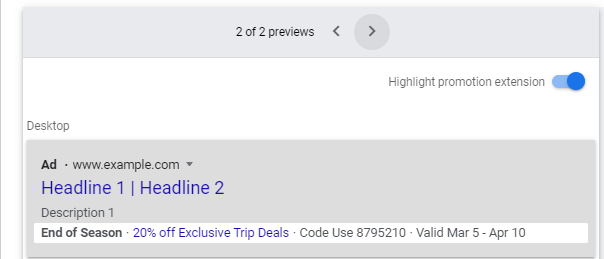 2 of 2 previews
Highlight promotion extension
Desktop
Ad · www.example.com
Headline 1 | Headline 2
Description 1
End of Season · 20% off Exclusive Trip Deals · Code Use 8795210 · Valid Mar 5 - Apr 10